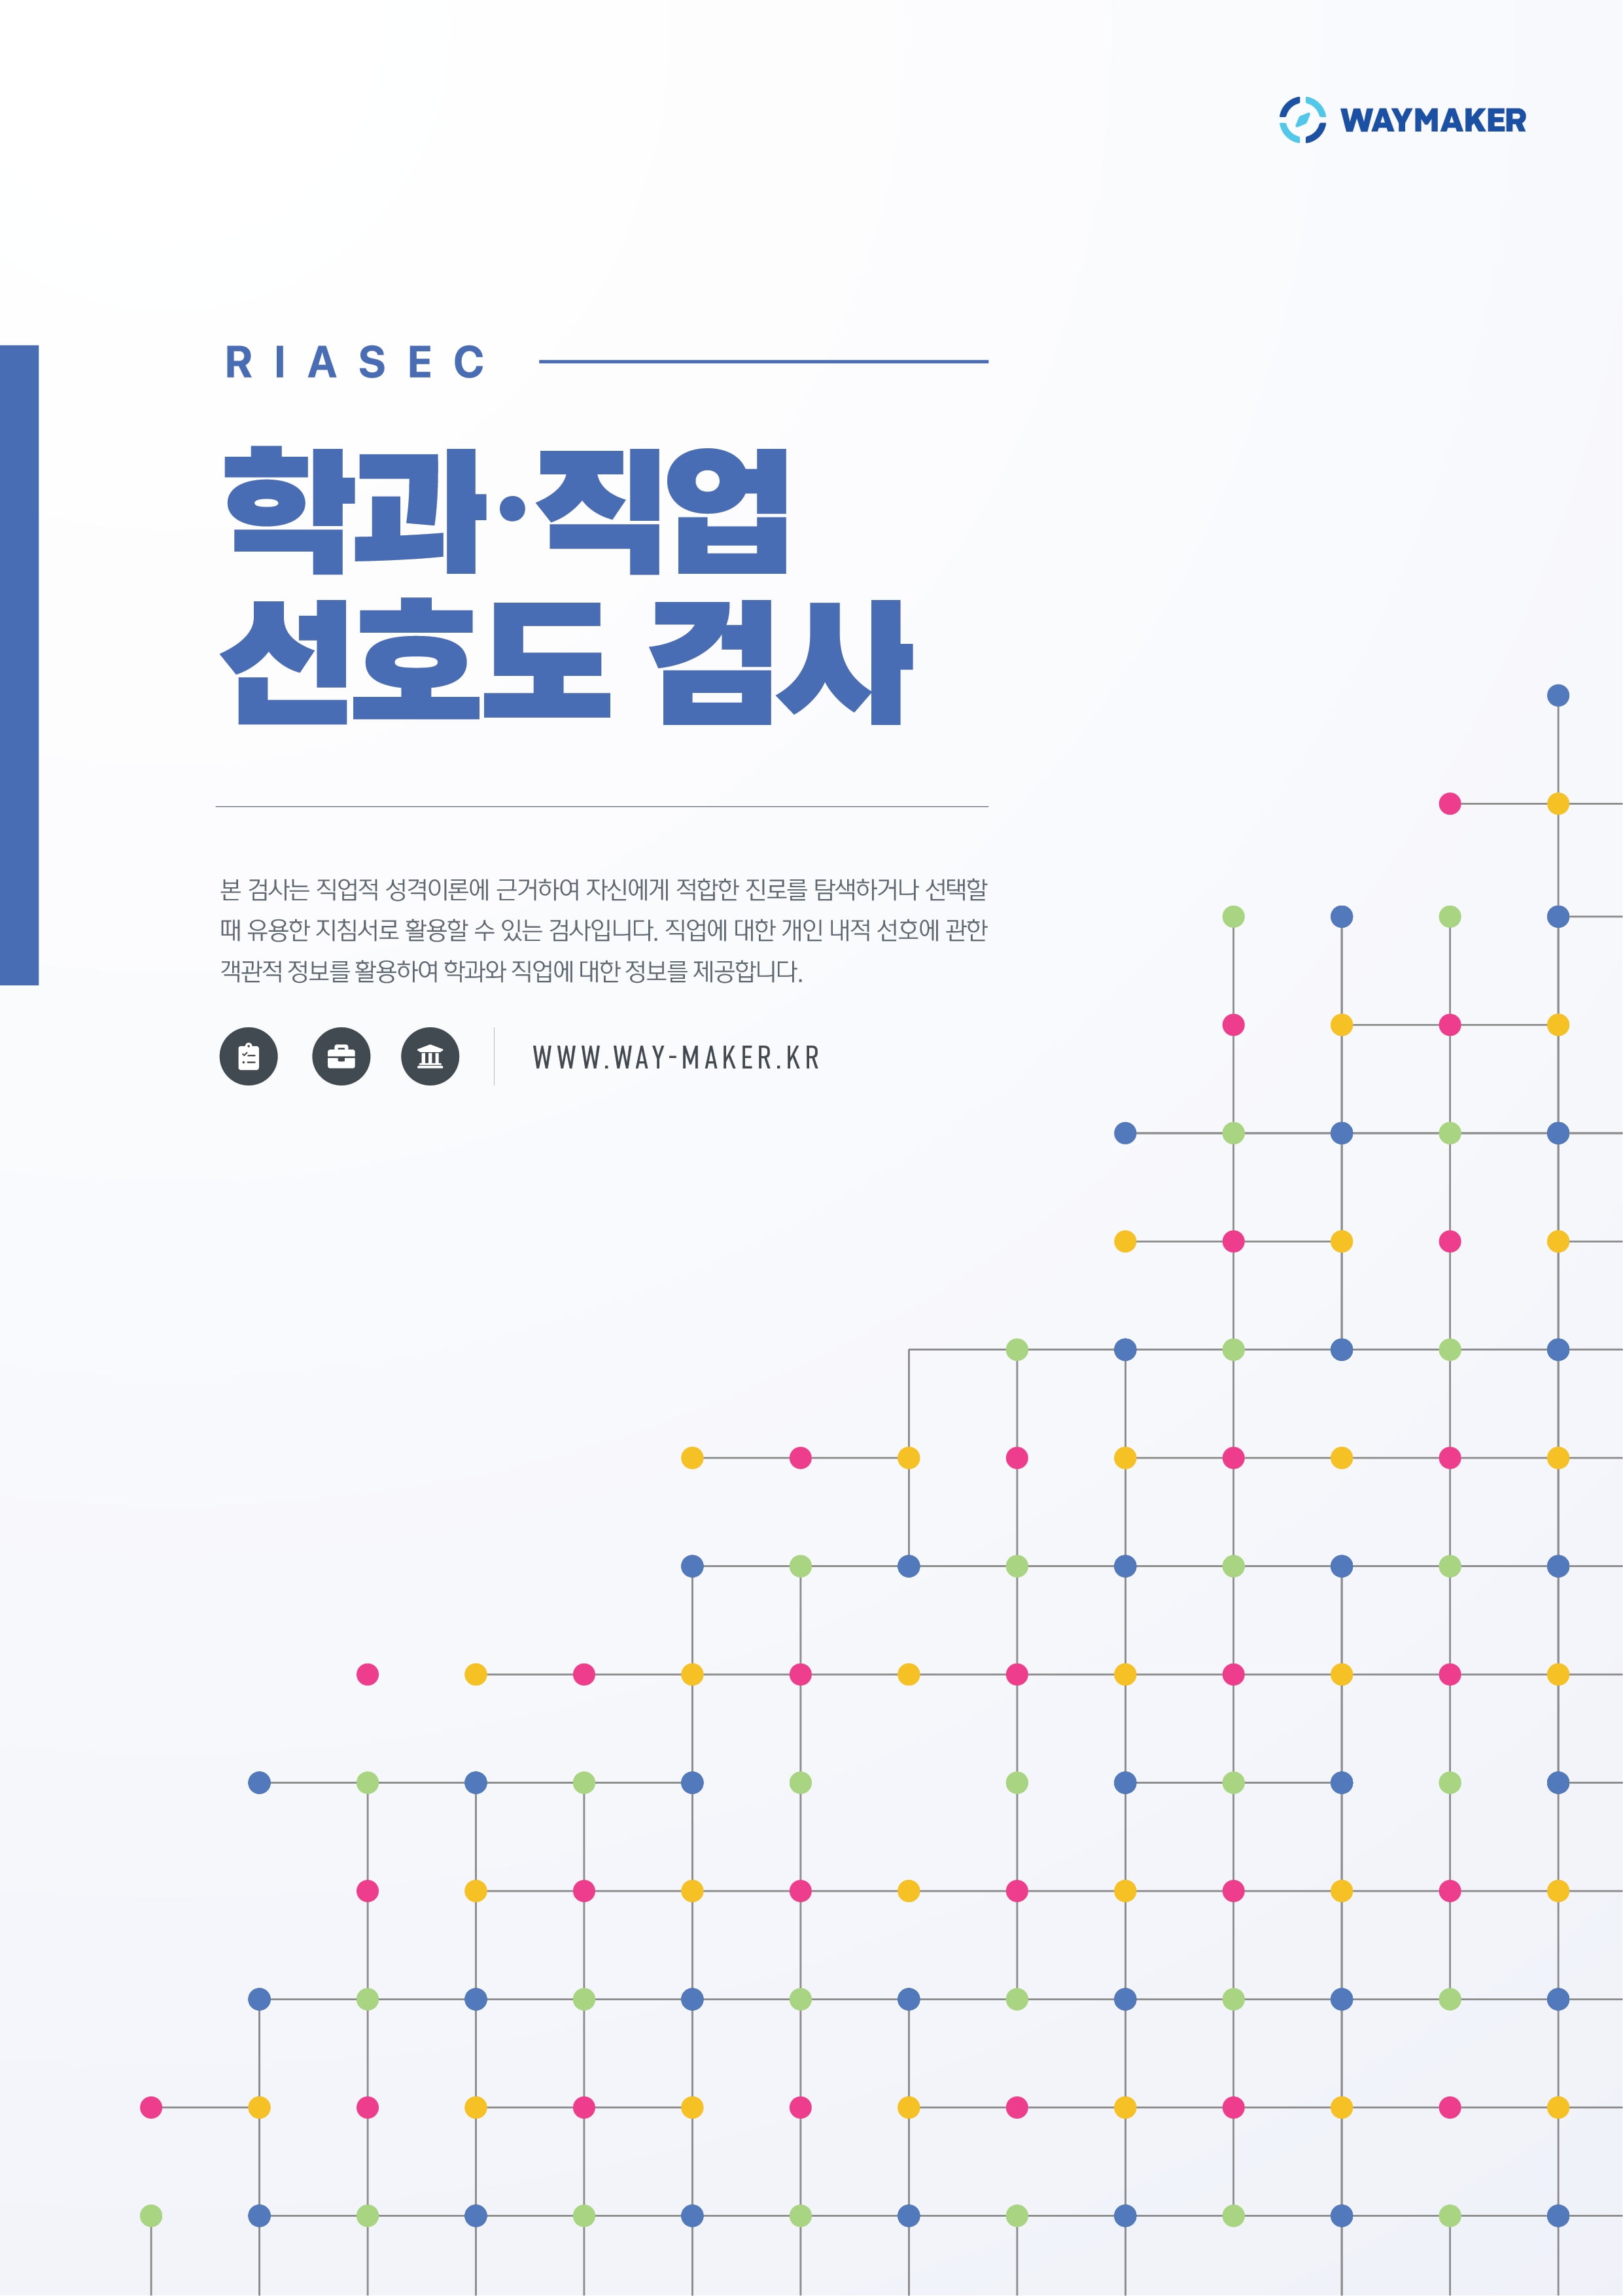 WAYMAKER
RIASEC
학과·직업
선호도 검사
본 검사는 직업적 성격이론에 근거하여 자신에게 적합한 진로를 탐색하거나 선택할
때 유용한 지침서로 활용할 수 있는 검사입니다. 직업에 대한 개인 내적 선호에 관한
객관적 정보를 활용하여 학과와 직업에 대한 정보를 제공합니다.
WWW.WAY-MAKER.KR